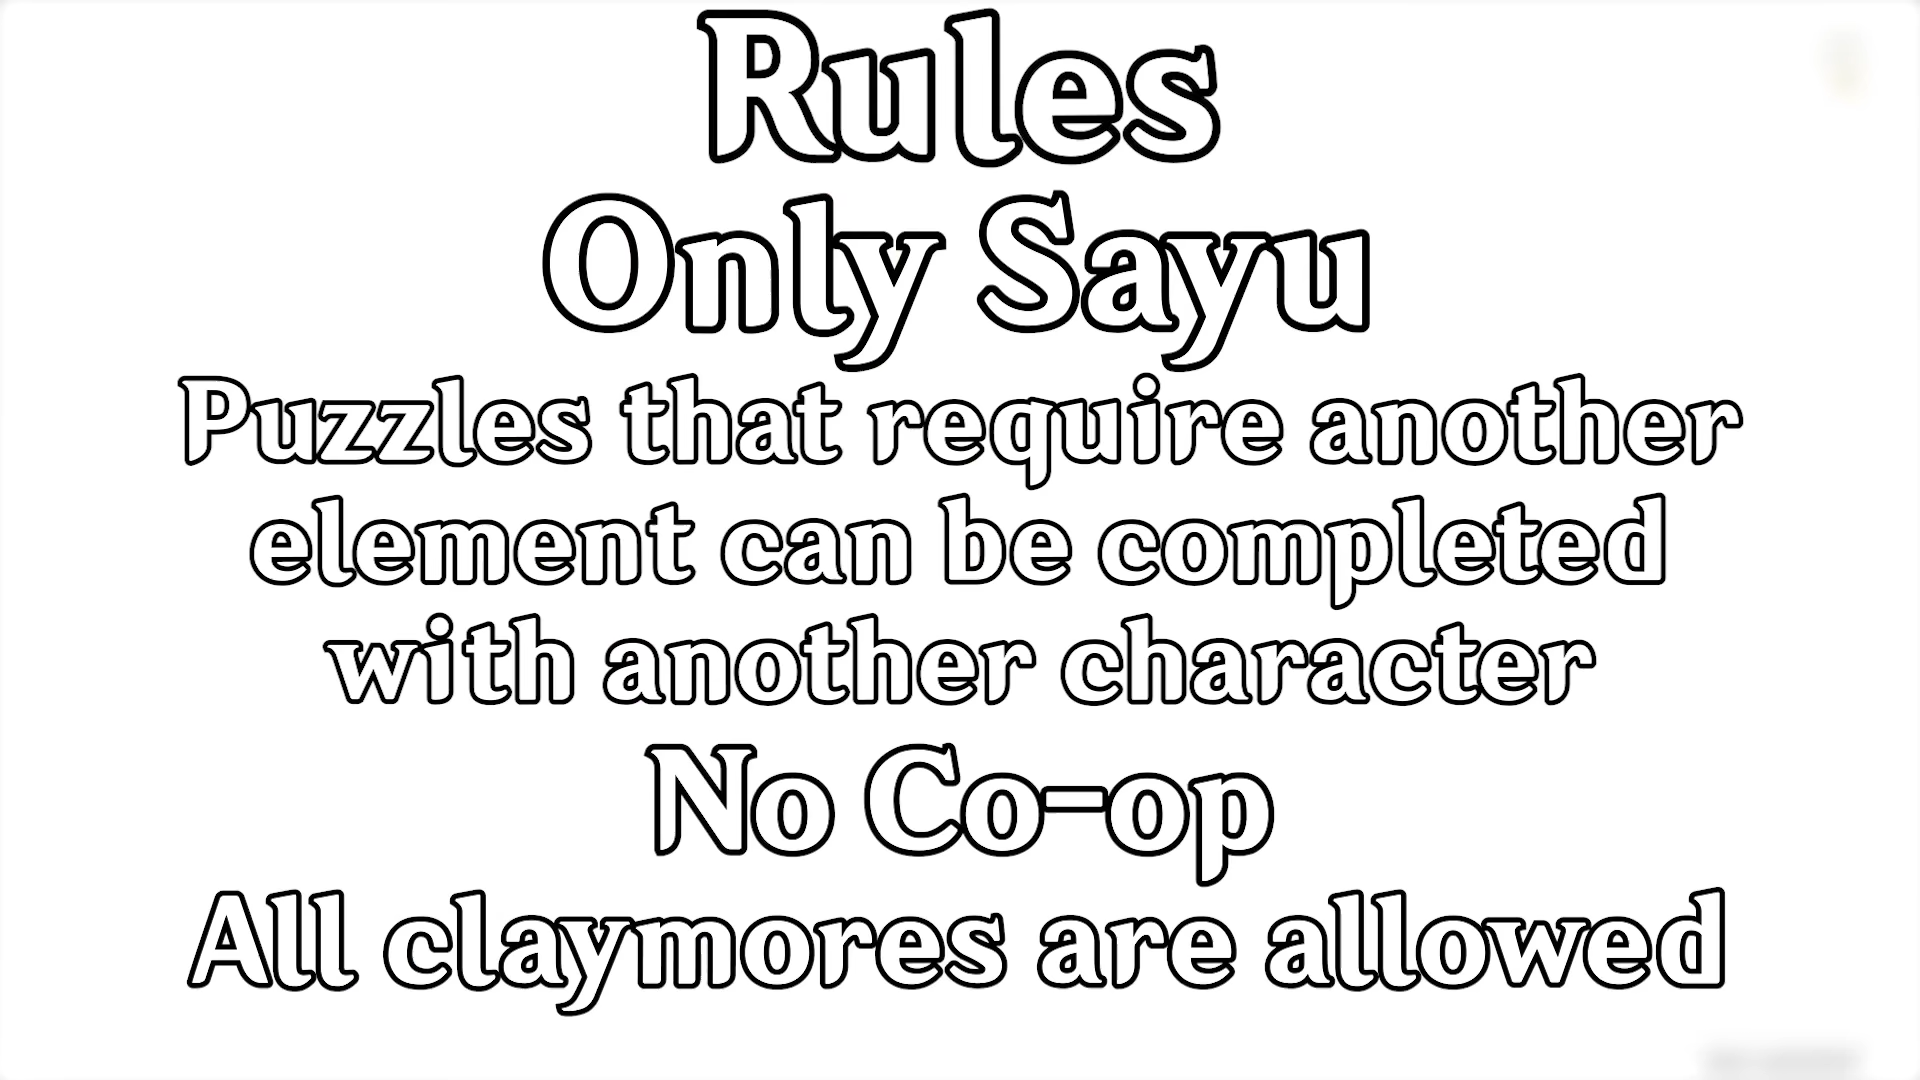 Rules
Only Sayu
Puzzles that require another
element can be completed
with another character
No Co-op
All claymores are allowed